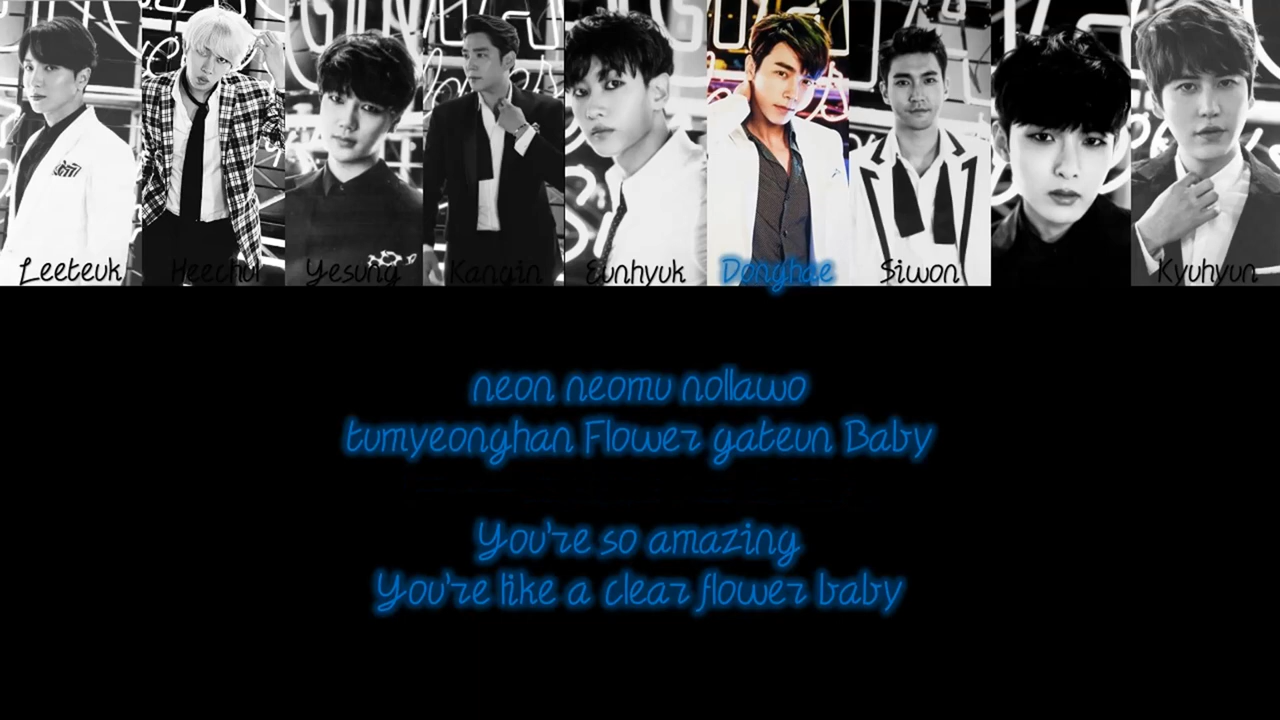 Leeteuk Heechul Yesung Kangin Eunhyuk Donghae Siwon Kyuhyun
neon neomu nollawo
tumyeonghan Flower gateun Baby
You're so amazing
You're like a clear flower baby